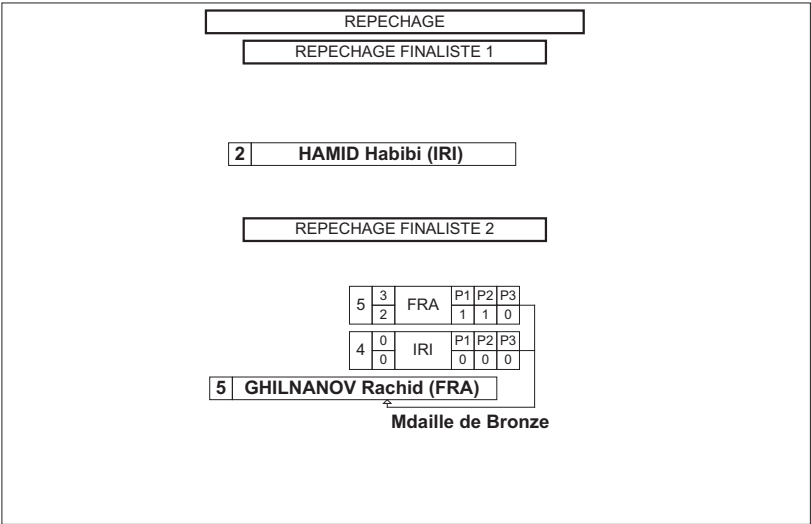 REPECHAGE
REPECHAGE FINALISTE 1
2 HAMID Habibi (IRI)
REPECHAGE FINALISTE 2
5 3 FRA P1 P2 P3
2 1 1 0
4 0 IRI P1 P2 P3
0 0 0 0
5 GHILNANOV Rachid (FRA)
Mdaille de Bronze